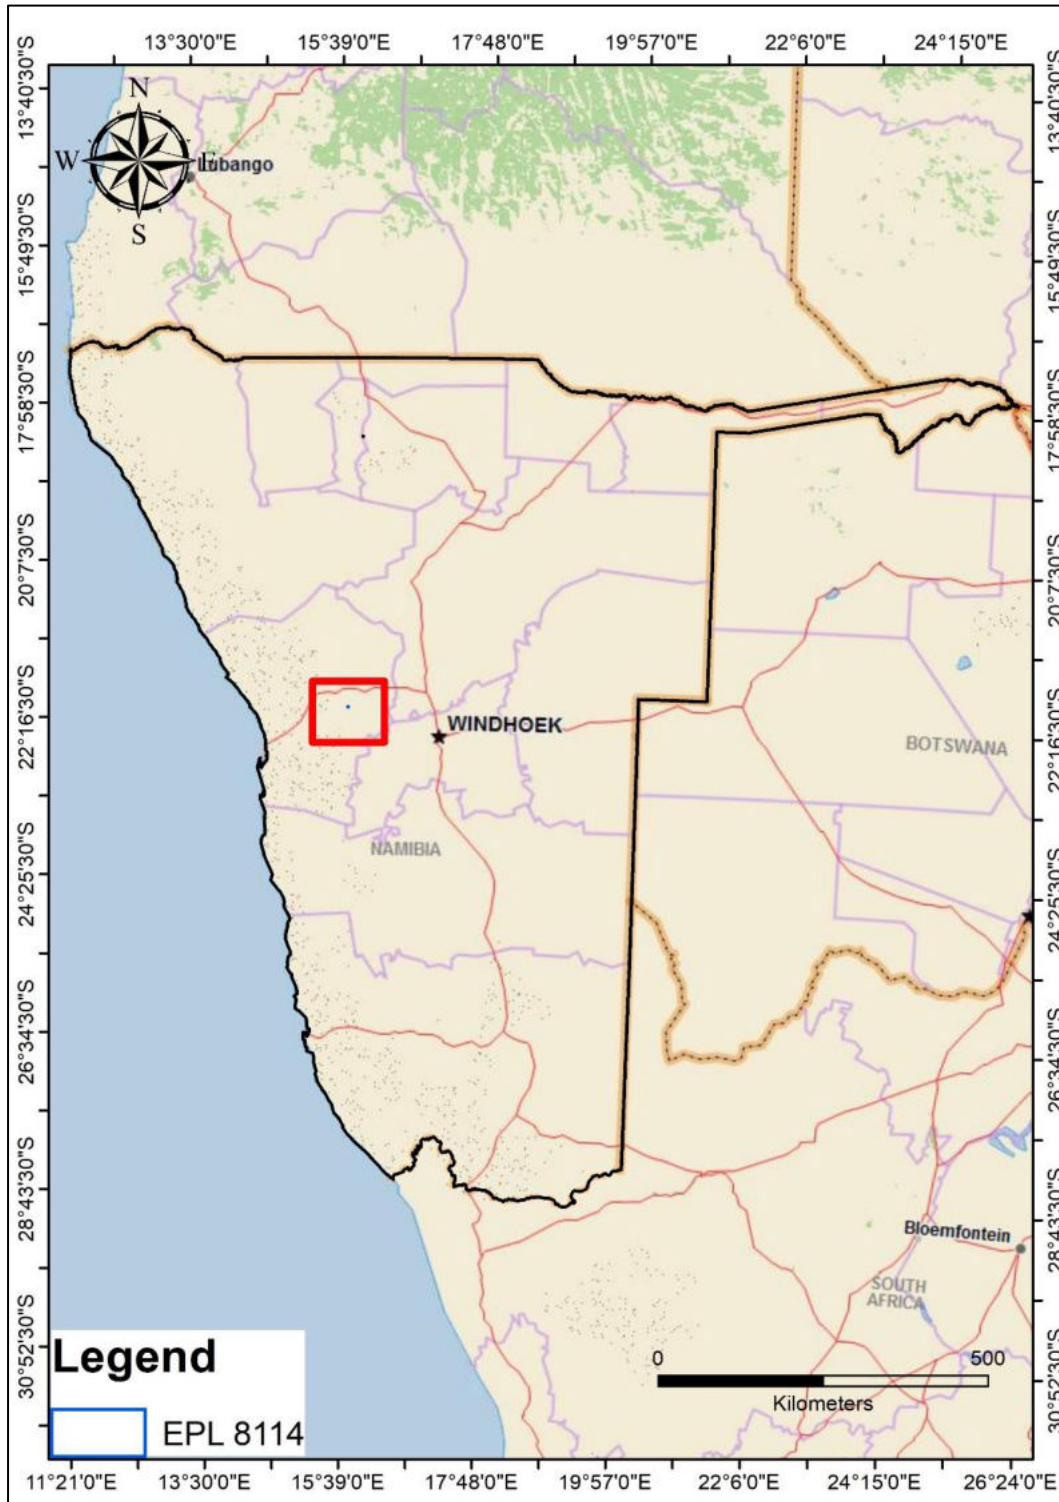 13°30'0"E 15°39'0"E 17°48'0"E 19°57'0"E 22°6'0"E 24°15'0"E
13°40'30"S
13°40'30"S
N
W
E
S
Lubango
15°49'30"S
15°49'30"S
17°58'30"S
17°58'30"S
20°7'30"S
20°7'30"S
22°16'30"S
22°16'30"S
WINDHOEK
BOTSWANA
NAMIBIA
24°25'30"S
24°25'30"S
26°34'30"S
26°34'30"S
28°43'30"S
28°43'30"S
Bloemfontein
SOUTH
AFRICA
30°52'30"S
30°52'30"S
Legend
EPL 8114
0 500
Kilometers
11°21'0"E 13°30'0"E 15°39'0"E 17°48'0"E 19°57'0"E 22°6'0"E 24°15'0"E 26°24'0"E